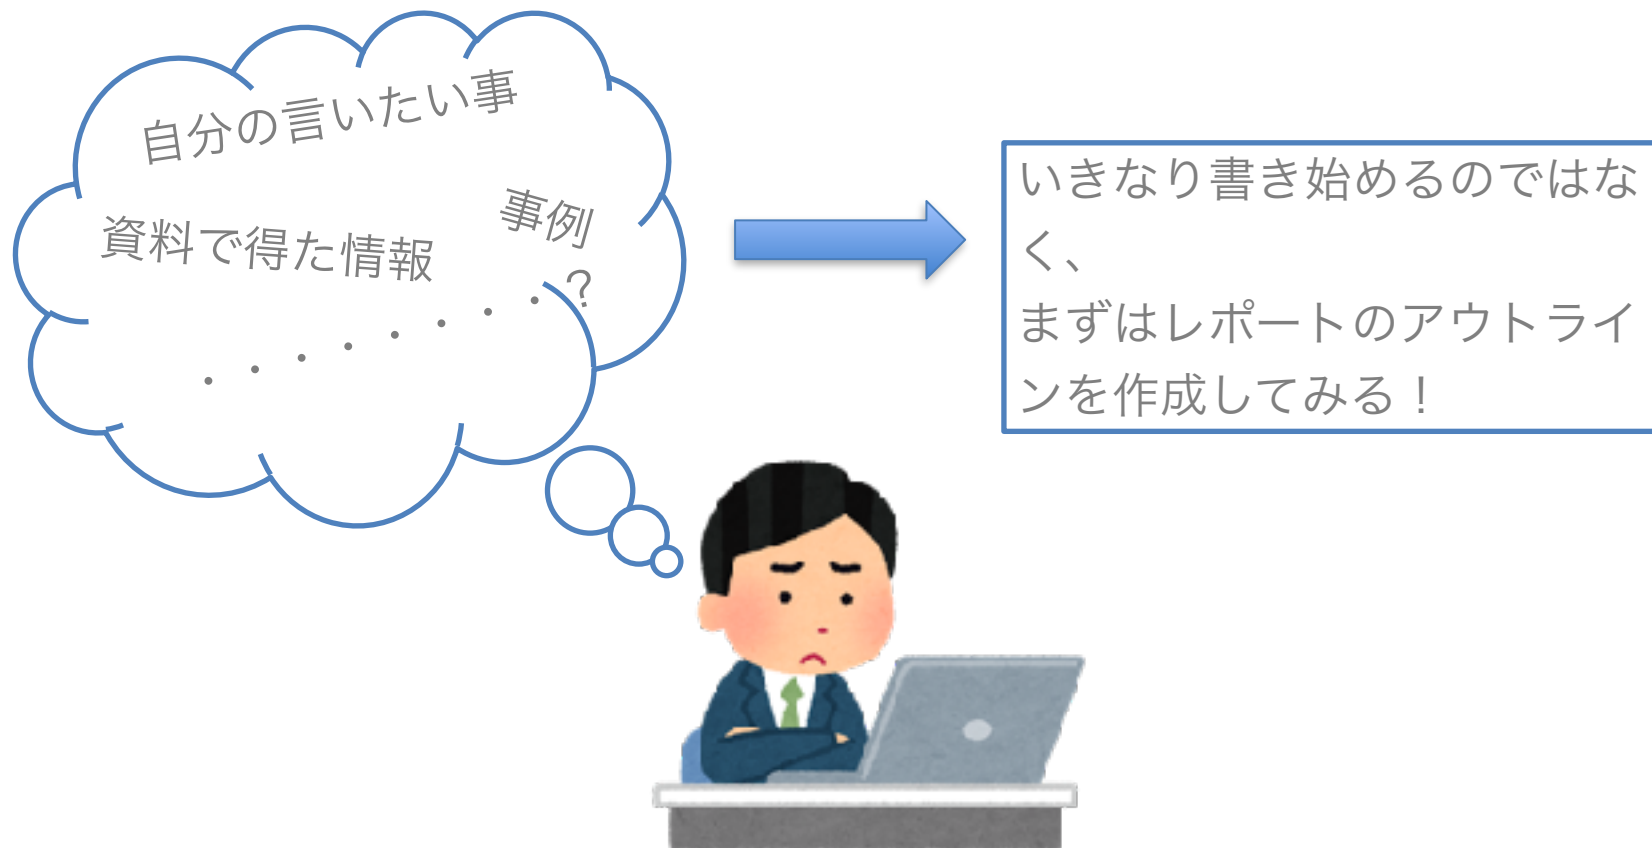 自分の言いたい事
資料で得た情報
事例
・・・・・・・・?
いきなり書き始めるのではな
く、
まずはレポートのアウトライ
ンを作成してみる！